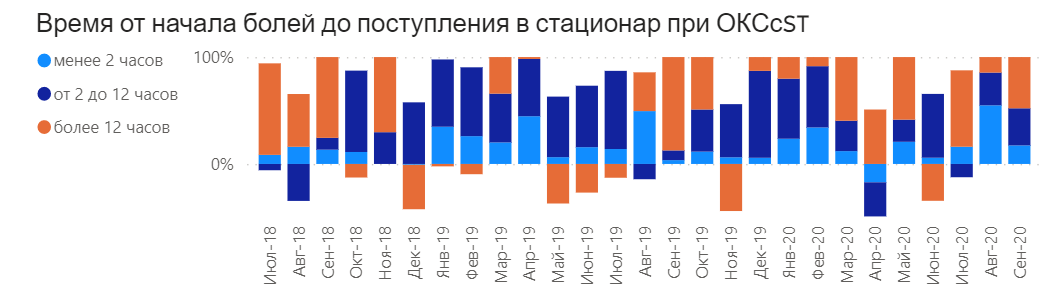 Время от начала болей до поступления в стационар при ОКСсST
менее 2 часов
от 2 до 12 часов
более 12 часов
100%
0%
Июл-18
Авг-18
Сен-18
Окт-18
Ноя-18
Дек-18
Янв-19
Фев-19
Мар-19
Апр-19
Май-19
Июн-19
Июл-19
Авг-19
Сен-19
Окт-19
Ноя-19
Дек-19
Янв-20
Фев-20
Мар-20
Апр-20
Май-20
Июн-20
Июл-20
Авг-20
Сен-20